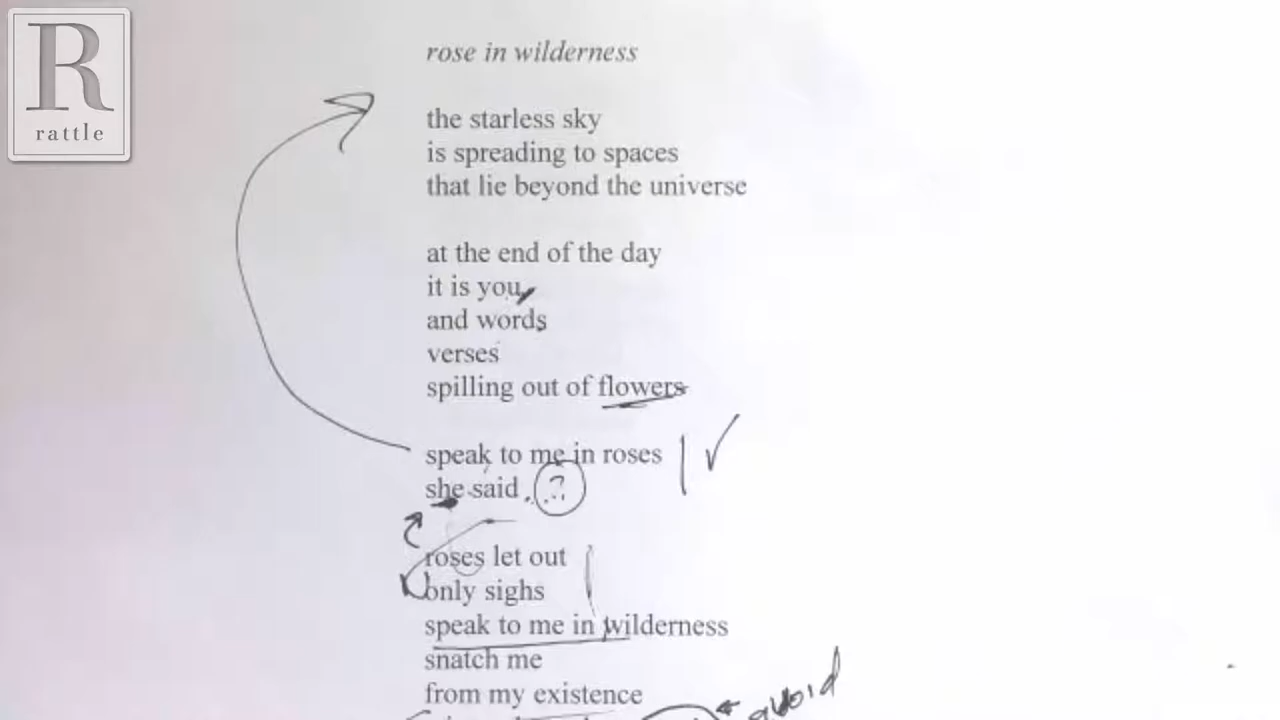 R
rattle
rose in wilderness
the starless sky
is spreading to spaces
that lie beyond the universe
at the end of the day
it is you,
and words
verses
spilling out of flowers
speak to me in roses
she said ?
roses let out
only sighs
speak to me in wilderness
snatch me
from my existence
avoid